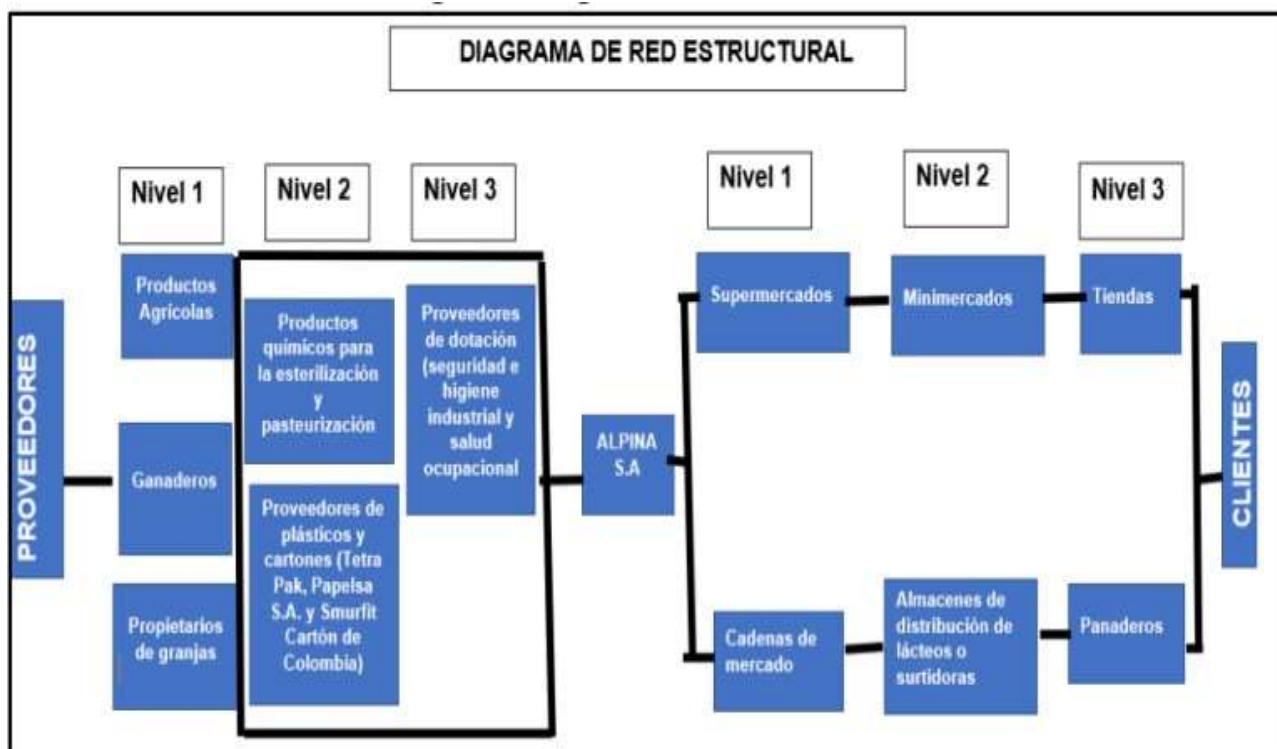 DIAGRAMA DE RED ESTRUCTURAL
Nivel 1
Nivel 2
Nivel 3
Nivel 1
Nivel 2
Nivel 3
PROVEEDORES
Productos
Agrícolas
Ganaderos
Propietarios
de granjas
Productos
químicos para
la esterilización
y
pasteurización
Proveedores de
plásticos y
cartones (Tetra
Pak, Papelsa
S.A. y Smurfit
Cartón de
Colombia)
Proveedores
de dotación
(seguridad e
higiene
industrial y
salud
ocupacional
ALPINA
S.A
Supermercados
Minimercados
Tiendas
Cadenas de
mercado
Almacenes de
distribución de
lácteos o
surtidoras
Panaderos
CLIENTES